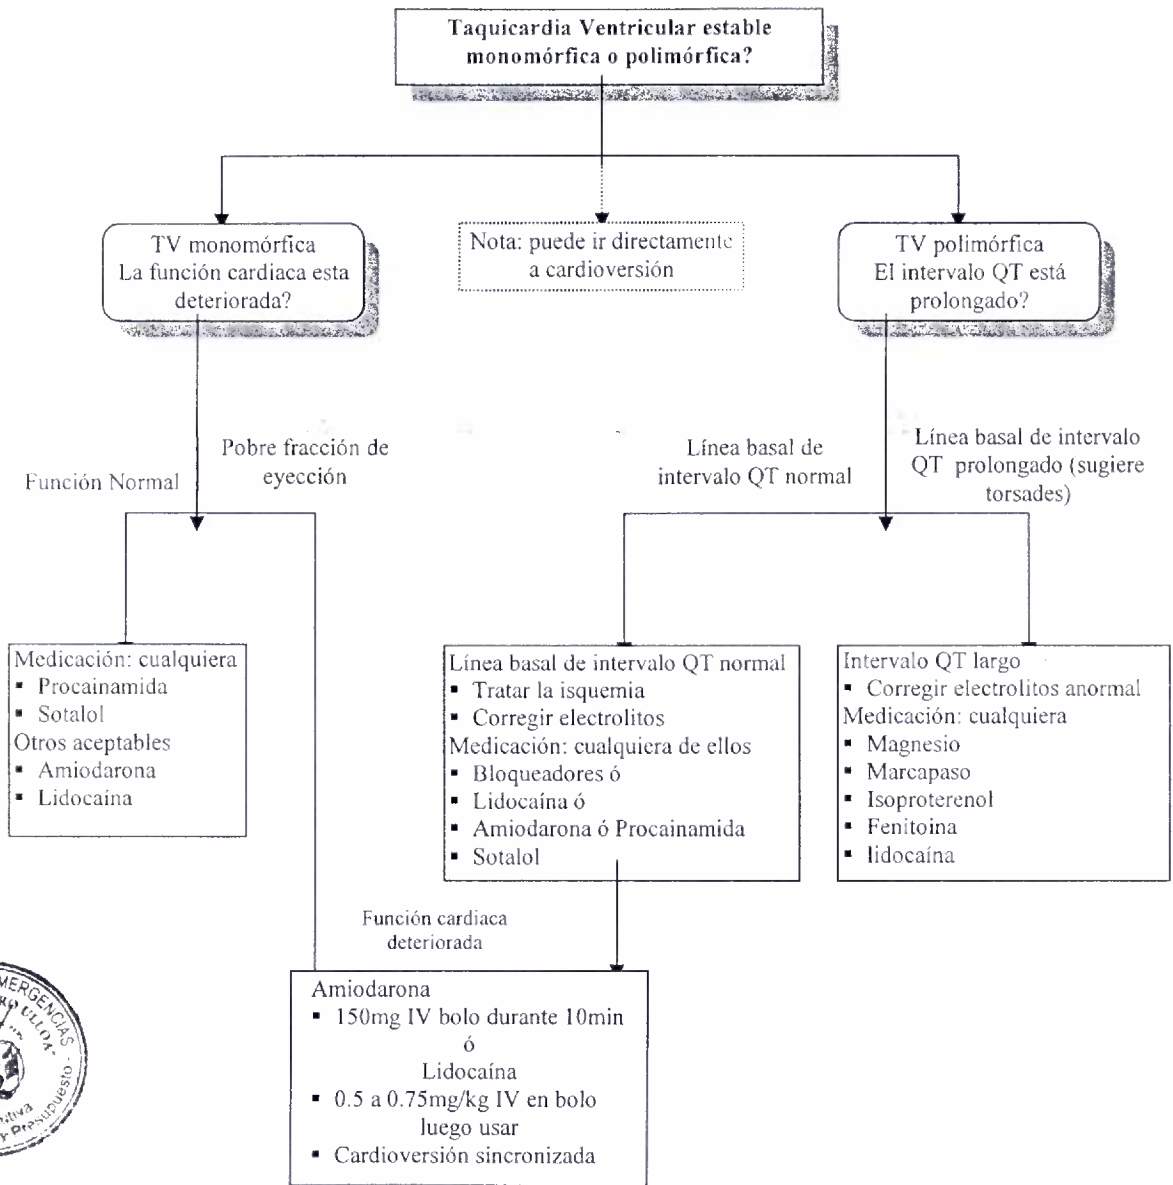 Taquicardia Ventricular estable
monomórfica o polimórfica?
TV monomórfica
La función cardiaca esta
deteriorada?
Nota: puede ir directamente
a cardioversión
TV polimórfica
El intervalo QT está
prolongado?
Función Normal
Pobre fracción de
eyección
Línea basal de
intervalo QT normal
Línea basal de intervalo
QT prolongado (sugiere
torsades)
Medicación: cualquiera
▪ Procainamida
▪ Sotalol
Otros aceptables
▪ Amiodarona
▪ Lidocaína
Línea basal de intervalo QT normal
▪ Tratar la isquemia
▪ Corregir electrolitos
Medicación: cualquiera de ellos
▪ Bloqueadores ó
▪ Lidocaína ó
▪ Amiodarona ó Procainamida
▪ Sotalol
Intervalo QT largo
▪ Corregir electrolitos anormal
Medicación: cualquiera
▪ Magnesio
▪ Marcapaso
▪ Isoproterenol
▪ Fenitoina
▪ lidocaína
Función cardiaca
deteriorada
Amiodarona
▪ 150mg IV bolo durante 10min
ó
Lidocaína
▪ 0.5 a 0.75mg/kg IV en bolo
luego usar
▪ Cardioversión sincronizada
ULLOA"
y Presupuesto